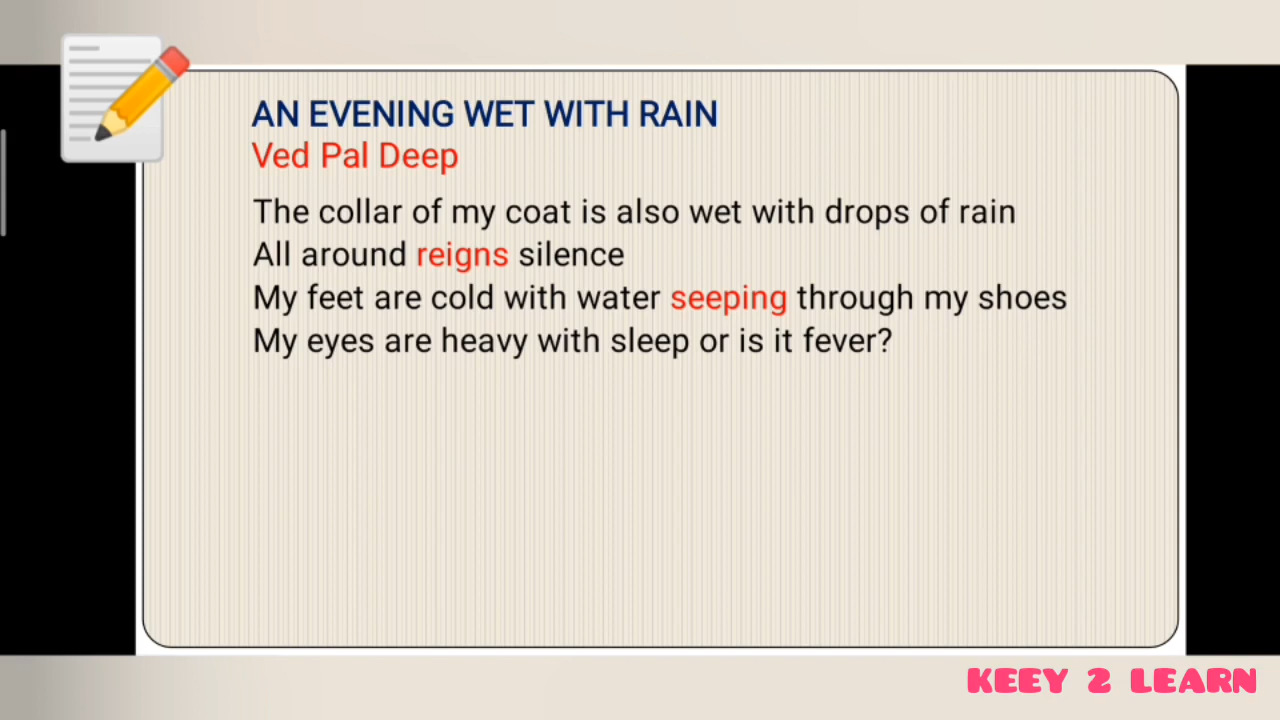 AN EVENING WET WITH RAIN
Ved Pal Deep
The collar of my coat is also wet with drops of rain
All around reigns silence
My feet are cold with water seeping through my shoes
My eyes are heavy with sleep or is it fever?
KEEY 2 LEARN